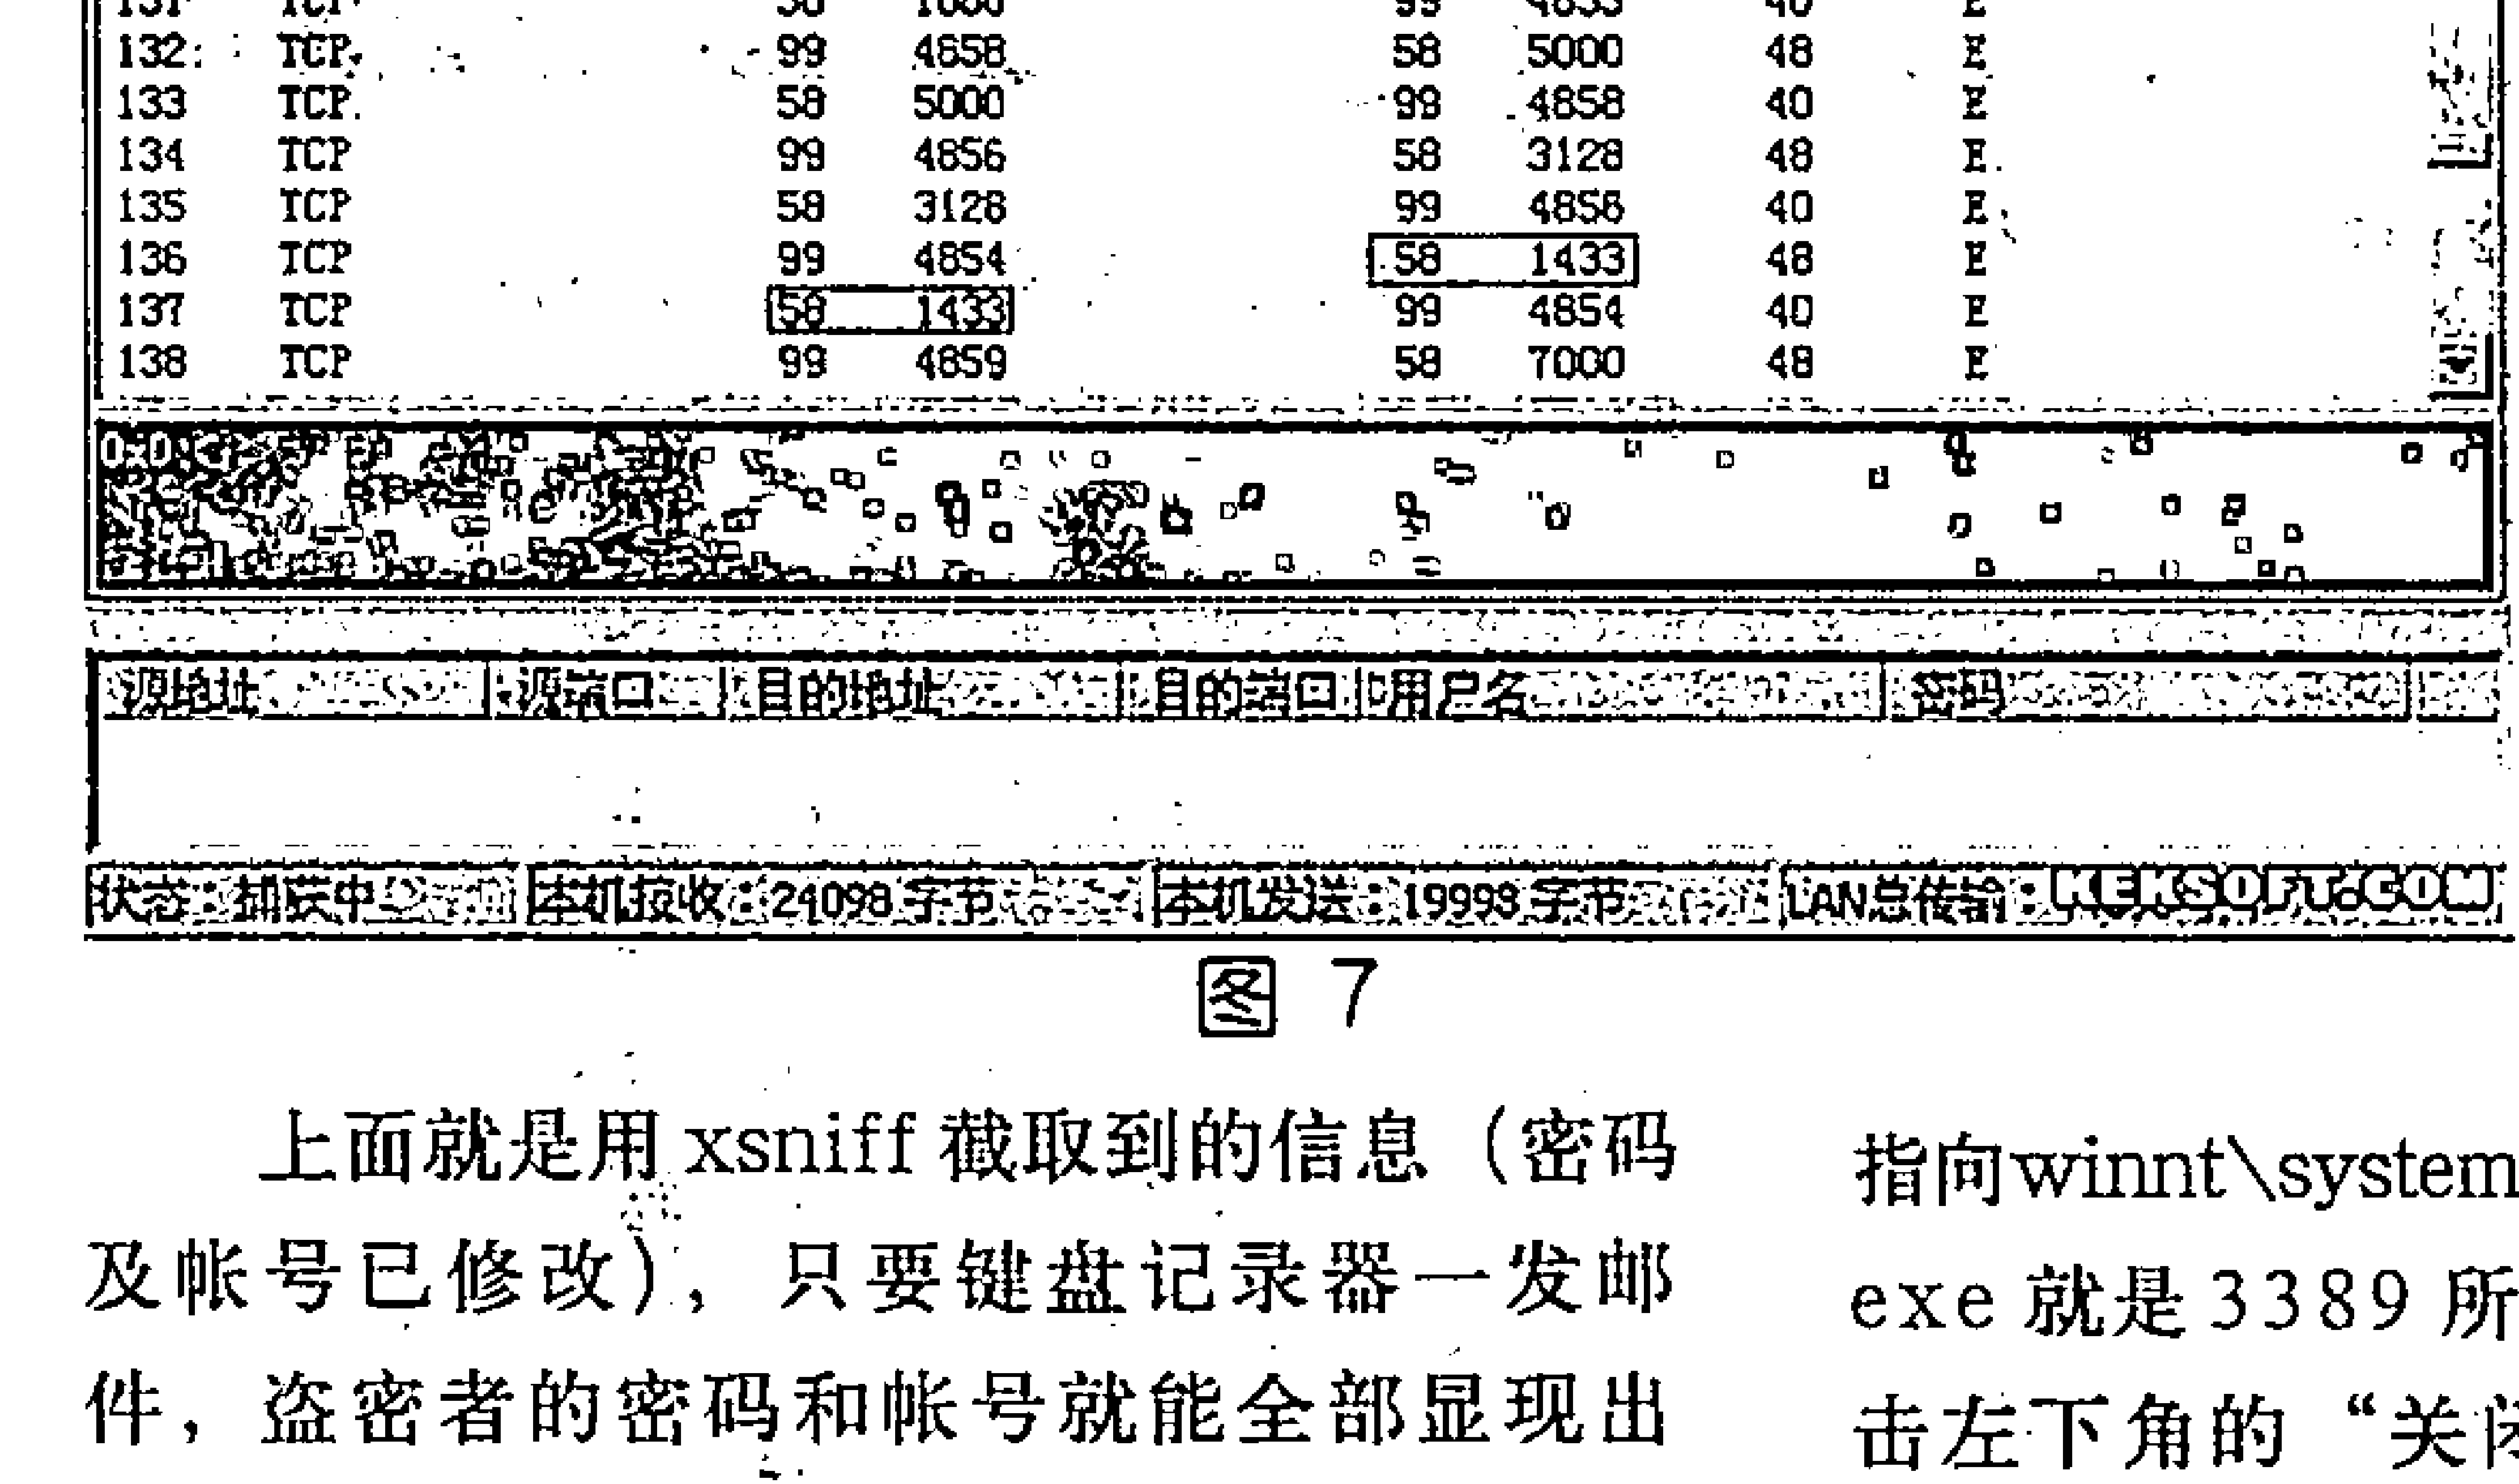 132 TCP 99 4858 58 5000 48 E
133 TCP 58 5000 99 4858 40 E
134 TCP 99 4856 58 3128 48 E
135 TCP 58 3128 99 4856 40 E
136 TCP 99 4854 58 1433 48 E
137 TCP 58 1433 99 4854 40 E
138 TCP 99 4859 58 7000 48 E
源地址 源端口 目的地址 目的端口 用户名 密码
状态：捕获中 本机接收：24098 字节 本机发送：19999 字节 LAN总传输：KEKSOFT.COM
图 7
上面就是用 xsniff 截取到的信息（密码
及帐号已修改），只要键盘记录器一发邮
件，盗密者的密码和帐号就能全部显现出
指向winnt\system
exe 就是 3389 所
击左下角的 “关闭